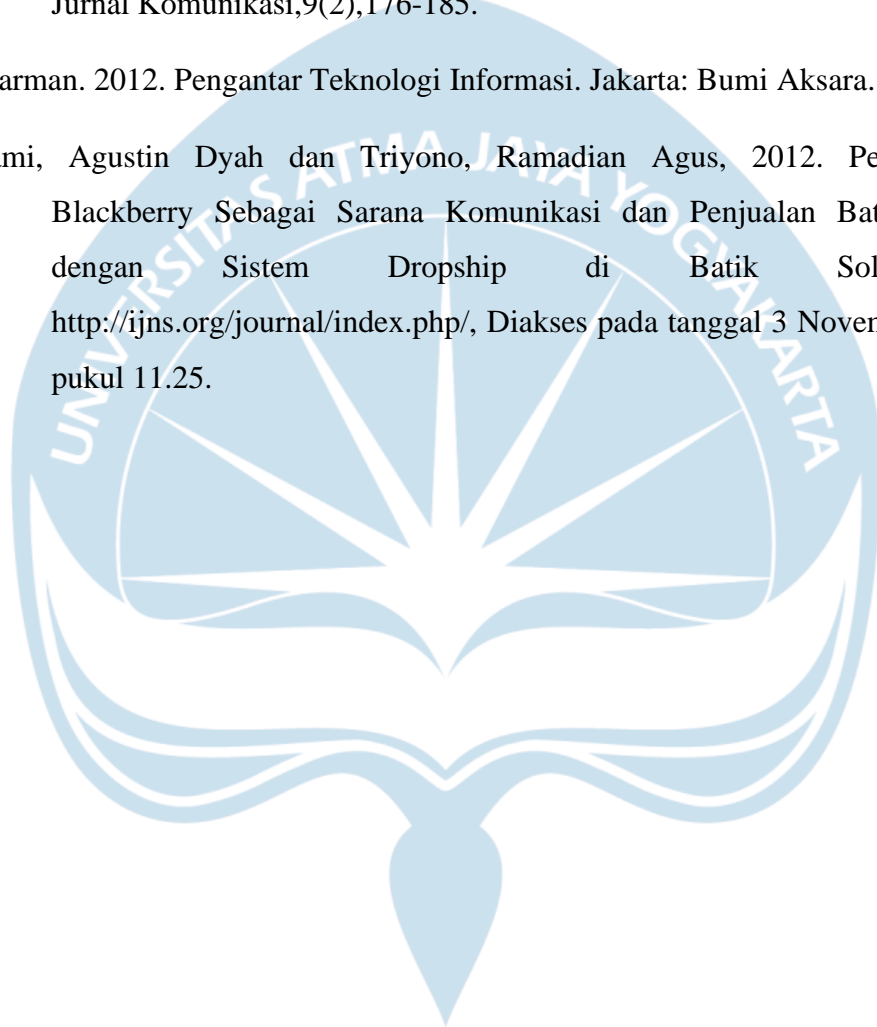 Jurnal Komunikasi,9(2),176-185.
arman. 2012. Pengantar Teknologi Informasi. Jakarta: Bumi Aksara.
ami, Agustin Dyah dan Triyono, Ramadian Agus, 2012. Pe
Blackberry Sebagai Sarana Komunikasi dan Penjualan Bat
dengan Sistem Dropship di Batik Sol
http://ijns.org/journal/index.php/, Diakses pada tanggal 3 Noven
pukul 11.25.
UNIVERSITAS ATMA JAYA YOGYAKARTA